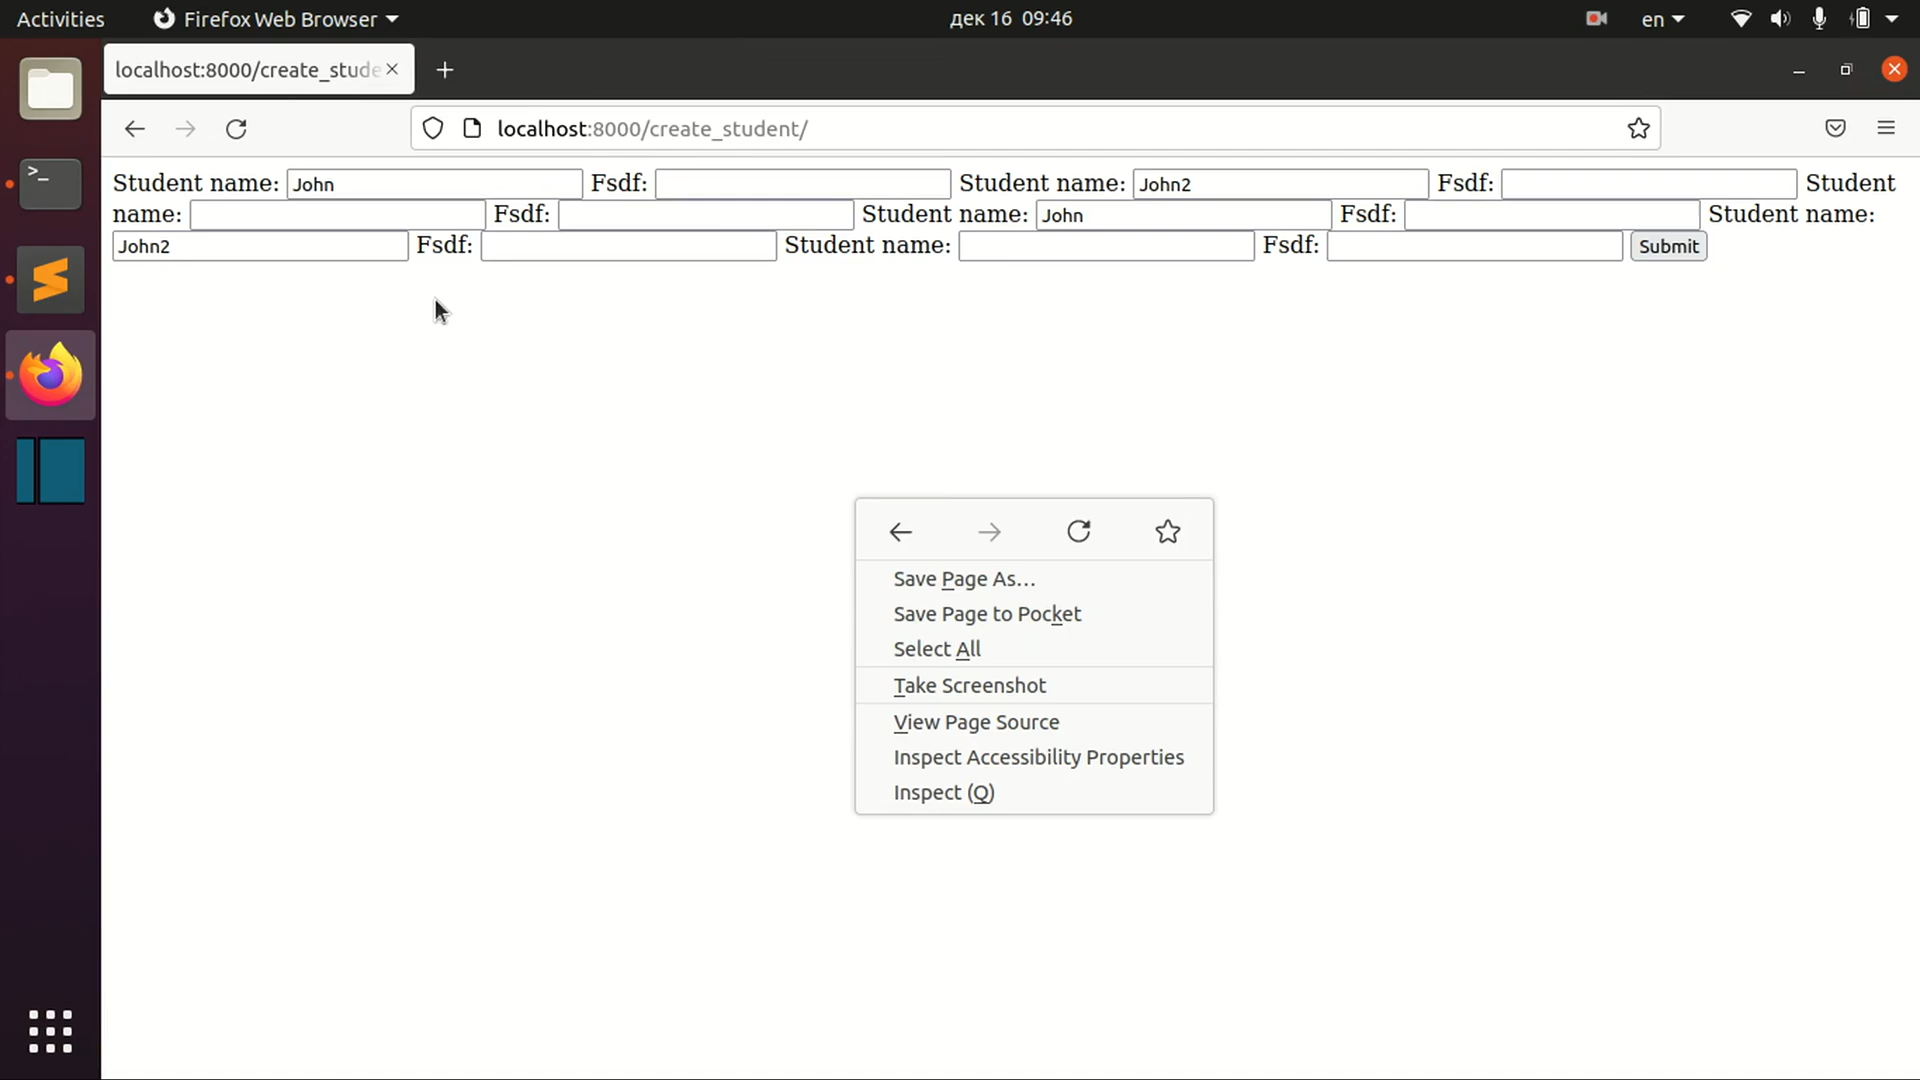 Activities Firefox Web Browser дек 16 09:46 en
localhost:8000/create_stude
localhost:8000/create_student/
Student name: John Fsdf: Student name: John2 Fsdf: Student
name: Fsdf: Student name: John Fsdf: Student name:
John2 Fsdf: Student name: Fsdf: Submit
Save Page As…
Save Page to Pocket
Select All
Take Screenshot
View Page Source
Inspect Accessibility Properties
Inspect (Q)